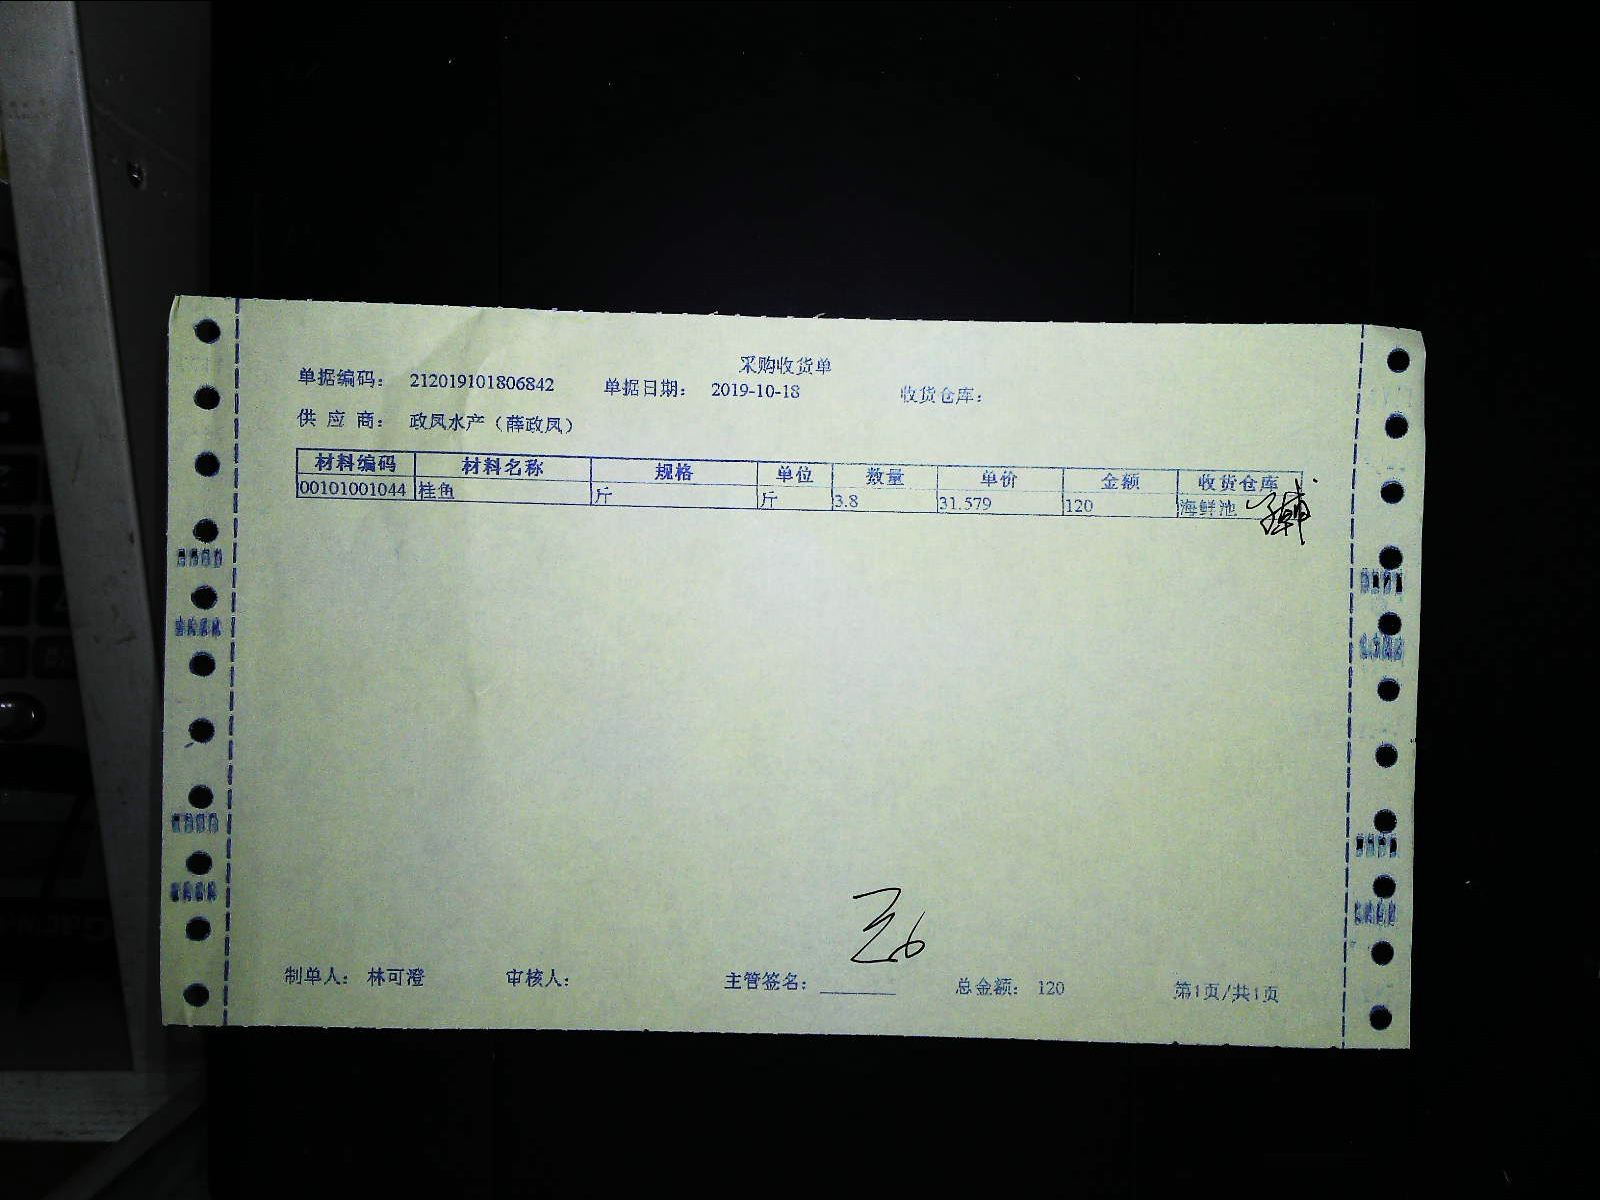 采购收货单
单据编码： 212019101806842 单据日期： 2019-10-18 收货仓库：
供 应 商： 政凤水产（薛政凤）
材料编码 材料名称 规格 单位 数量 单价 金额 收货仓库
00101001044 桂鱼 斤 斤 3.8 31.579 120 海鲜池
制单人： 林可澄 审核人： 主管签名： 总金额： 120 第1页/共1页